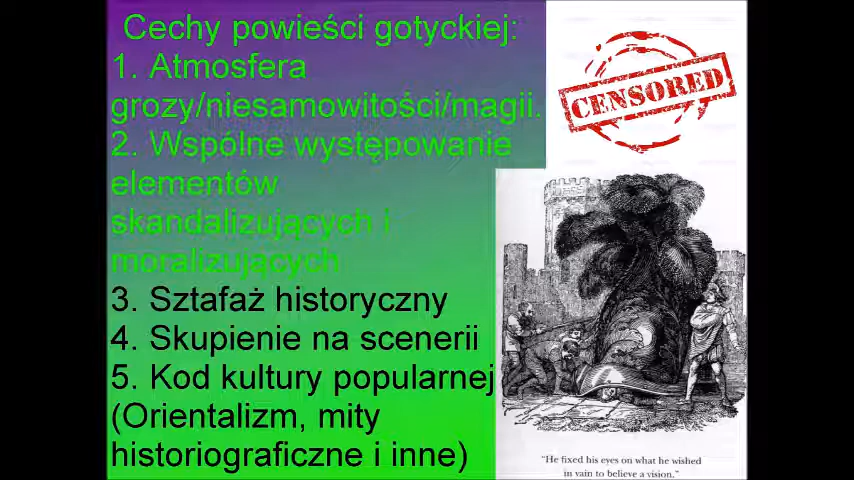 Cechy powieści gotyckiej:
1. Atmosfera
grozy/niesamowitości/magii.
2. Wspólne występowanie
elementów
skandalizujących i
moralizujących
3. Sztafaż historyczny
4. Skupienie na scenerii
5. Kod kultury popularnej
(Orientalizm, mity
historiograficzne i inne)
CENSORED
"He fixed his eyes on what he wished
in vain to believe a vision."